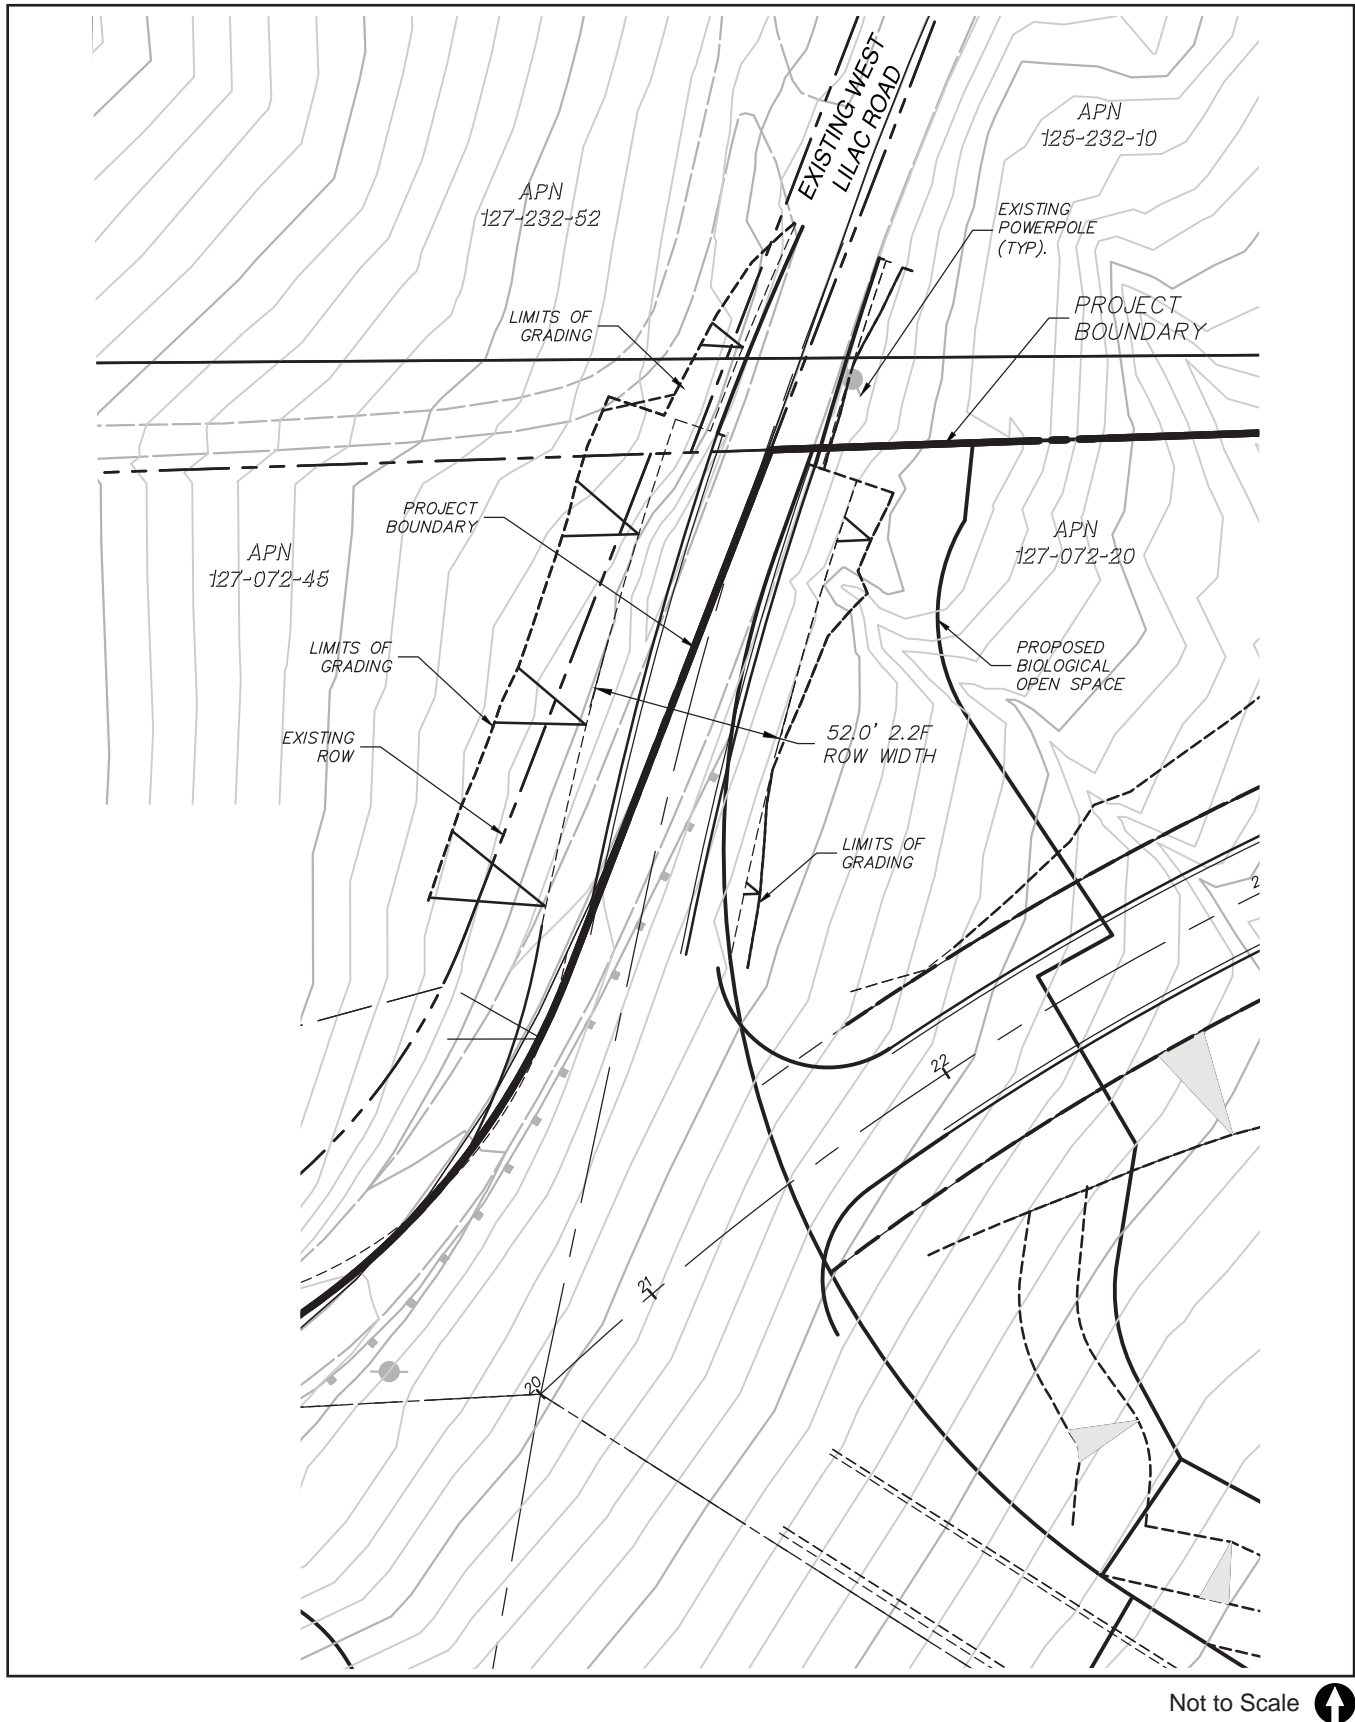 EXISTING WEST
LILAC ROAD
APN
125-232-10
APN
127-232-52
EXISTING
POWERPOLE
(TYP).
PROJECT
BOUNDARY
LIMITS OF
GRADING
PROJECT
BOUNDARY
APN
127-072-45
APN
127-072-20
LIMITS OF
GRADING
PROPOSED
BIOLOGICAL
OPEN SPACE
EXISTING
ROW
52.0' 2.2F
ROW WIDTH
LIMITS OF
GRADING
2
22
21
20
Not to Scale